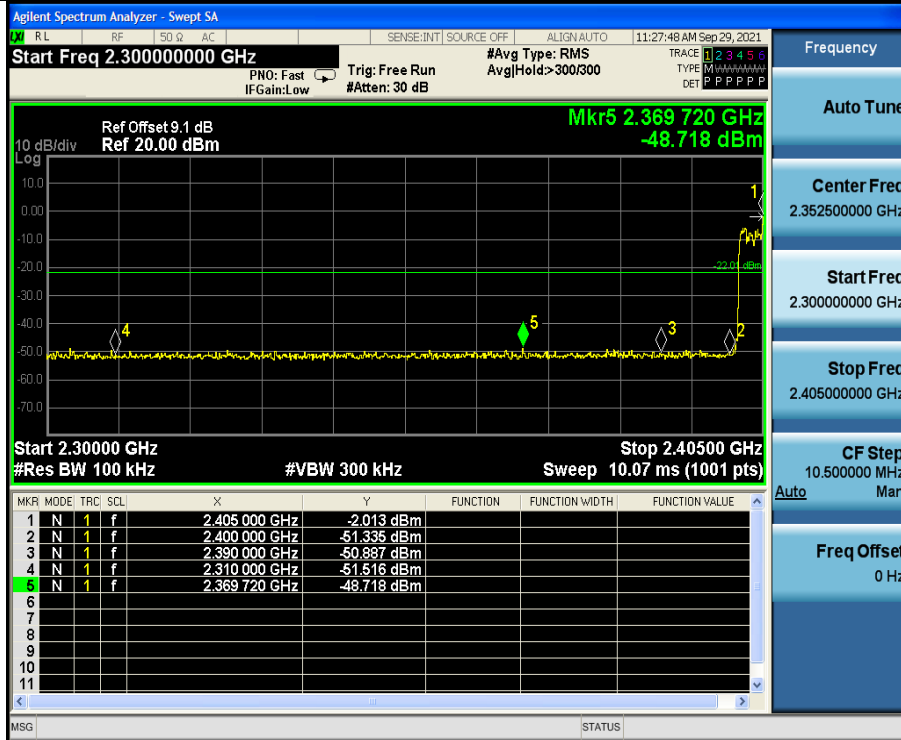 Agilent Spectrum Analyzer - Swept SA
LXI RL RF 50 Ω AC SENSE:INT SOURCE OFF ALIGN AUTO 11:27:48 AM Sep 29, 2021
Start Freq 2.300000000 GHz
PNO: Fast
IFGain:Low
Trig: Free Run
#Atten: 30 dB
#Avg Type: RMS
Avg|Hold:>300/300
TRACE 1 2 3 4 5 6
TYPE M
DET P P P P P P
Mkr5 2.369 720 GHz
-48.718 dBm
Ref Offset 9.1 dB
10 dB/div Ref 20.00 dBm
Log
10.0
0.00
-10.0
-20.0
-30.0
-40.0
-50.0
-60.0
-70.0
1
-22.01 dBm
4
5
3
2
Start 2.30000 GHz Stop 2.40500 GHz
#Res BW 100 kHz #VBW 300 kHz Sweep 10.07 ms (1001 pts)
MKR MODE TRC SCL X Y FUNCTION FUNCTION WIDTH FUNCTION VALUE
1 N 1 f 2.405 000 GHz -2.013 dBm
2 N 1 f 2.400 000 GHz -51.335 dBm
3 N 1 f 2.390 000 GHz -50.887 dBm
4 N 1 f 2.310 000 GHz -51.516 dBm
5 N 1 f 2.369 720 GHz -48.718 dBm
6
7
8
9
10
11
MSG STATUS
Frequency
Auto Tune
Center Freq
2.352500000 GHz
Start Freq
2.300000000 GHz
Stop Freq
2.405000000 GHz
CF Step
10.500000 MHz
Auto Man
Freq Offset
0 Hz